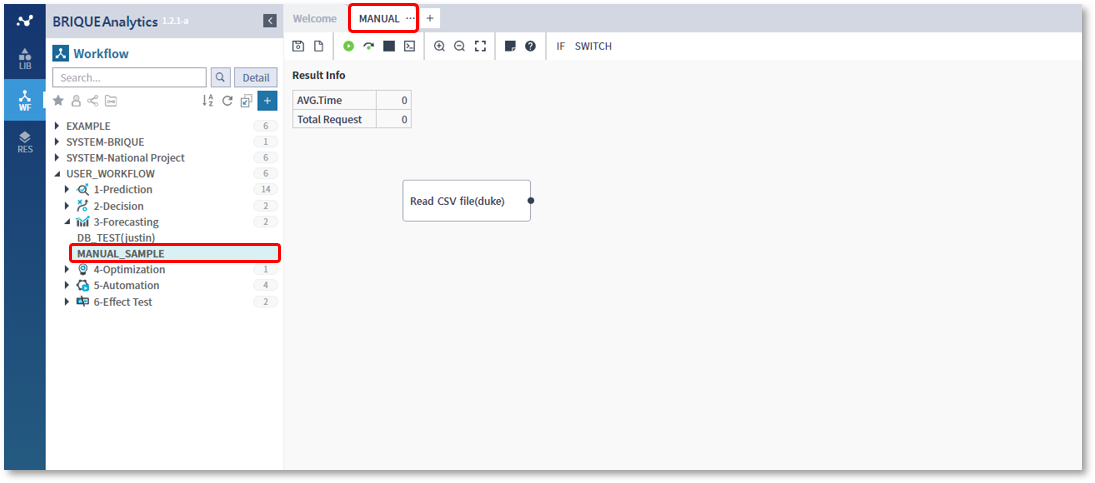 BRIQUEAnalytics 1.2.1-a
Welcome
MANUAL ...
+
LIB
WF
RES
Workflow
Search...
Detail
EXAMPLE 6
SYSTEM-BRIQUE 1
SYSTEM-National Project 6
USER_WORKFLOW 6
1-Prediction 14
2-Decision 2
3-Forecasting 2
DB_TEST(justin)
MANUAL_SAMPLE
4-Optimization 1
5-Automation 4
6-Effect Test 2
IF SWITCH
Result Info
AVG.Time 0
Total Request 0
Read CSV file(duke)